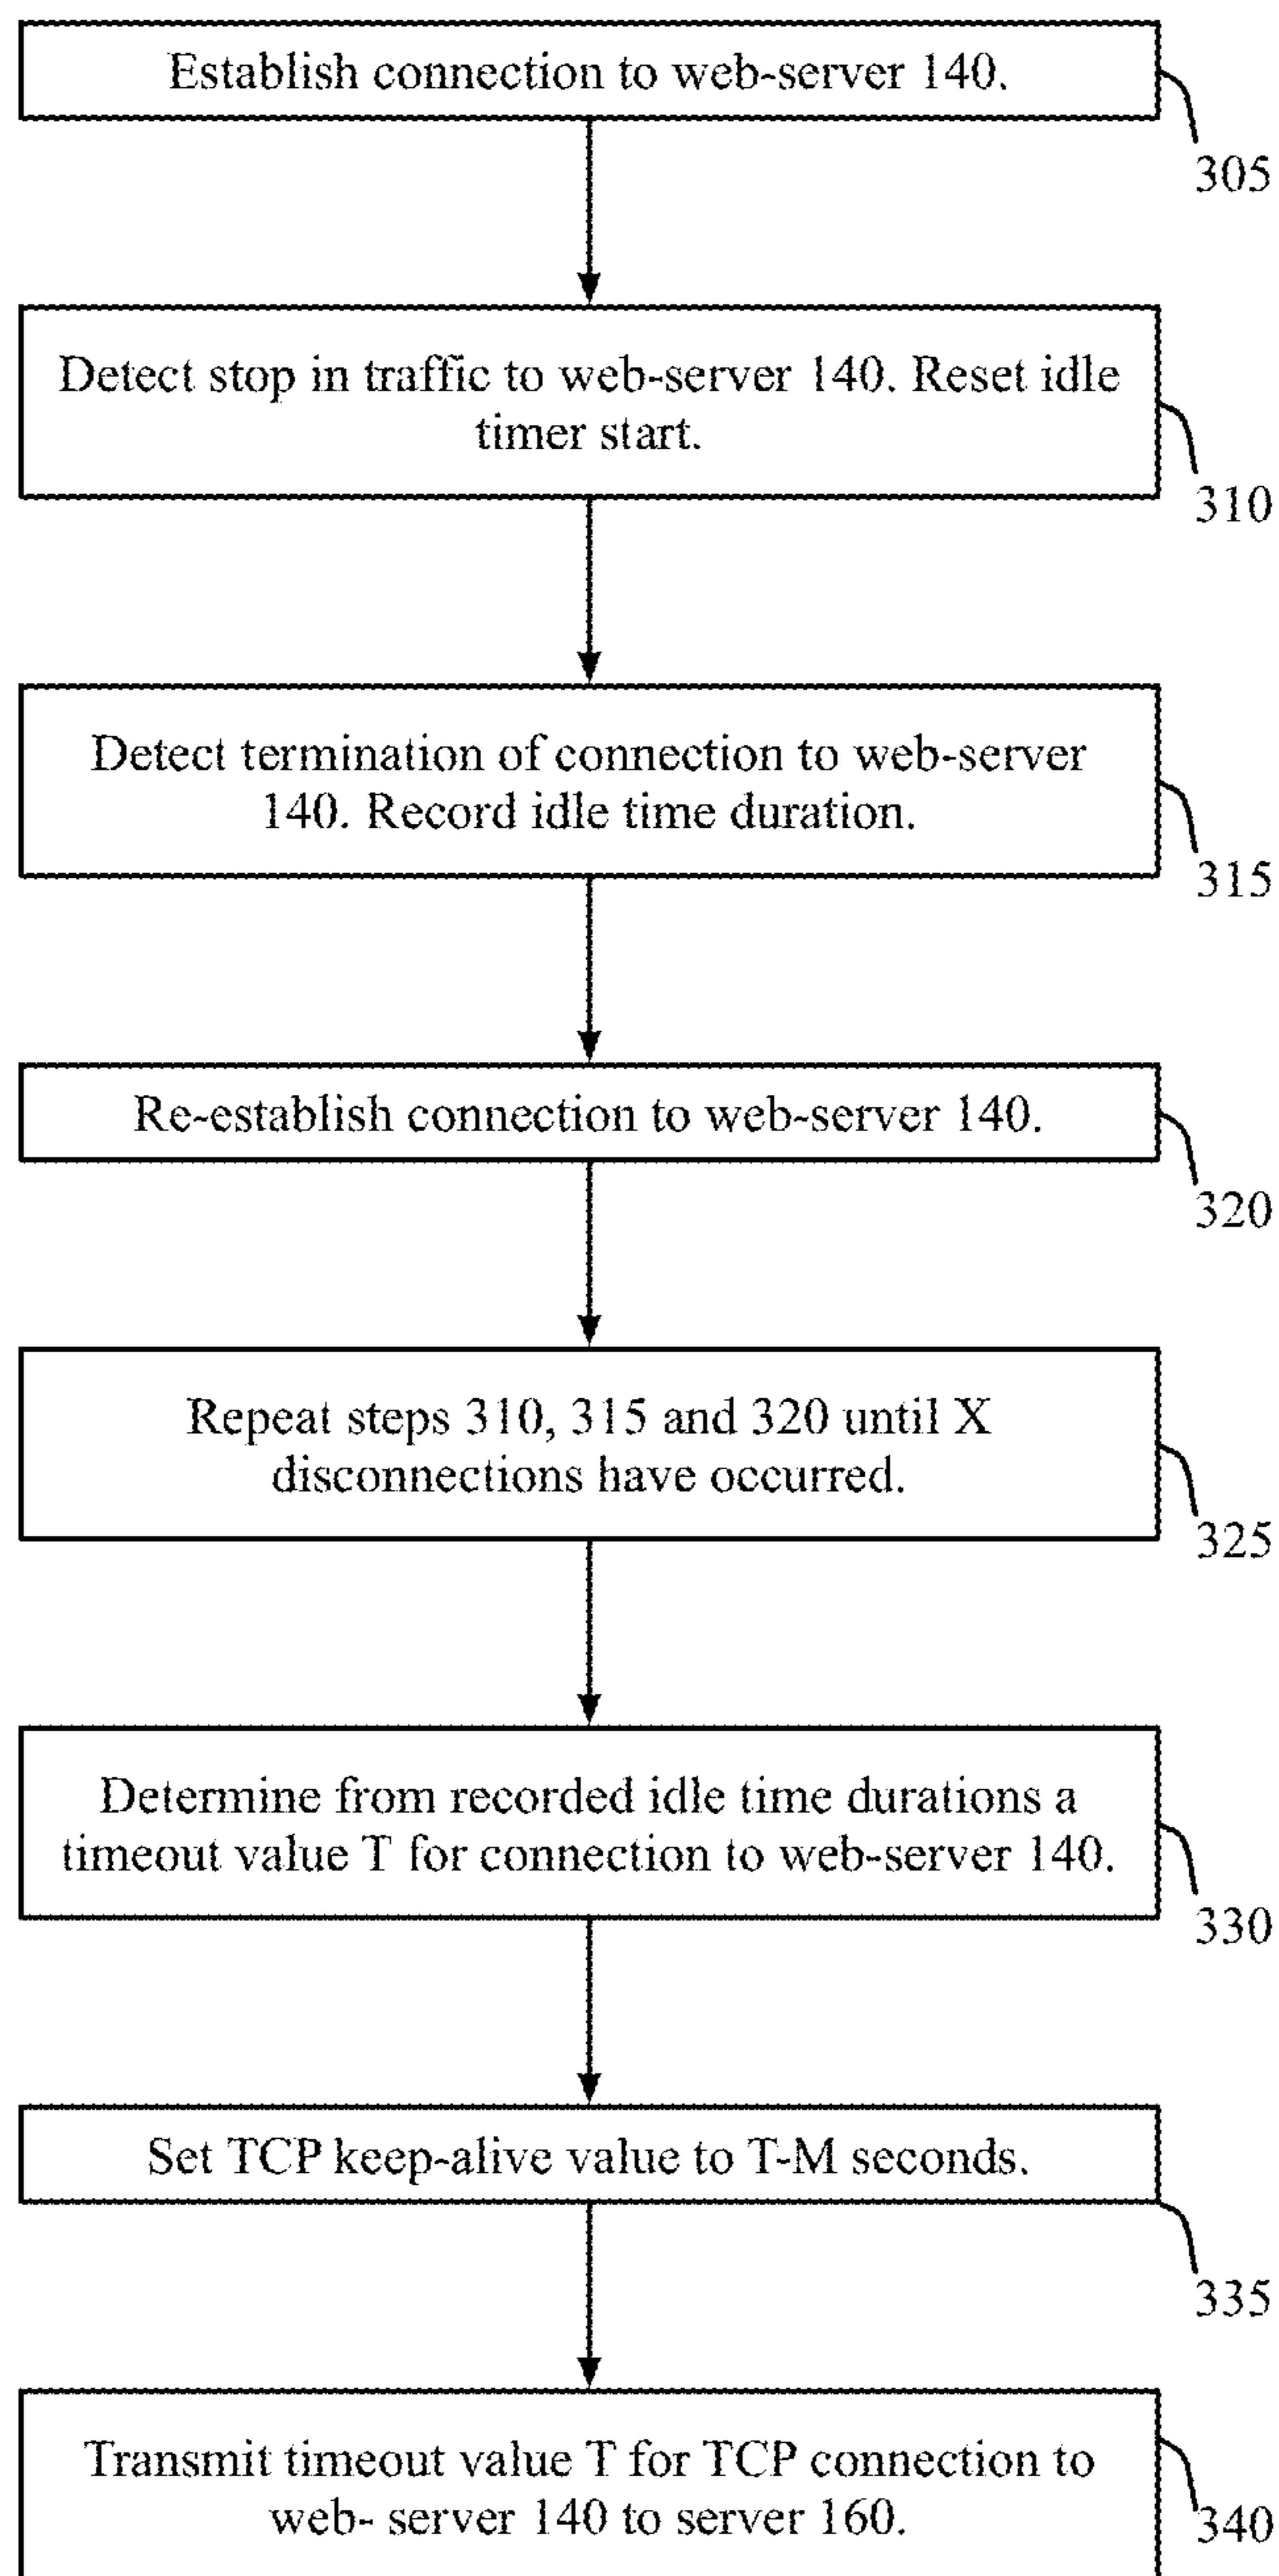 Establish connection to web-server 140.
305
Detect stop in traffic to web-server 140. Reset idle
timer start.
310
Detect termination of connection to web-server
140. Record idle time duration.
315
Re-establish connection to web-server 140.
320
Repeat steps 310, 315 and 320 until X
disconnections have occurred.
325
Determine from recorded idle time durations a
timeout value T for connection to web-server 140.
330
Set TCP keep-alive value to T-M seconds.
335
Transmit timeout value T for TCP connection to
web- server 140 to server 160.
340